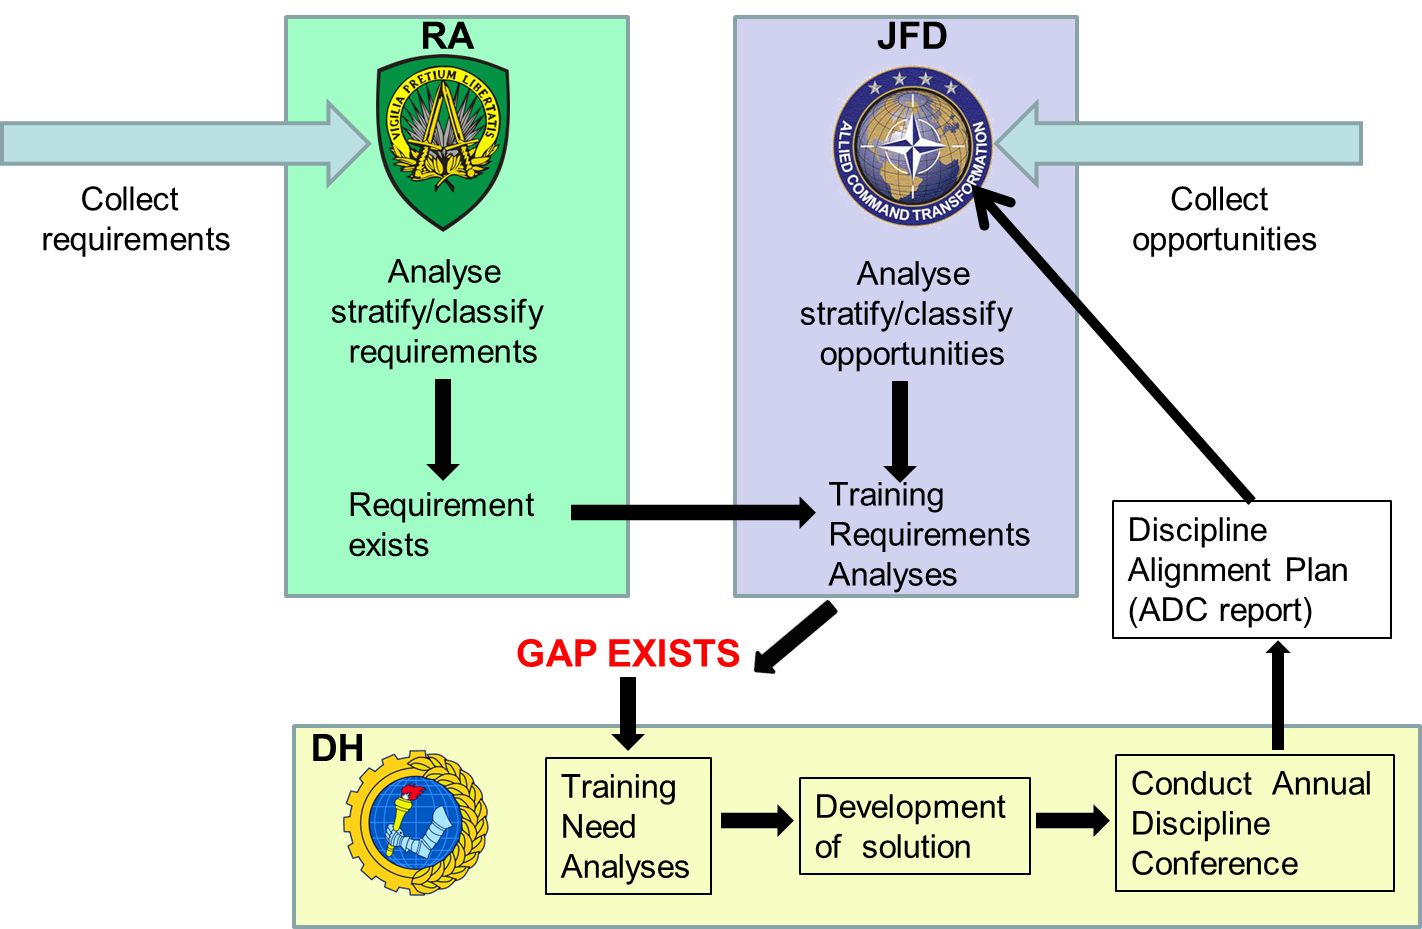 RA
VIGILIA PRETIUM LIBERTATIS
Collect
requirements
Analyse
stratify/classify
requirements
Requirement
exists
JFD
ALLIED COMMAND TRANSFORMATION
Collect
opportunities
Analyse
stratify/classify
opportunities
Training
Requirements
Analyses
GAP EXISTS
DH
Training
Need
Analyses
Development
of solution
Conduct Annual
Discipline
Conference
Discipline
Alignment Plan
(ADC report)